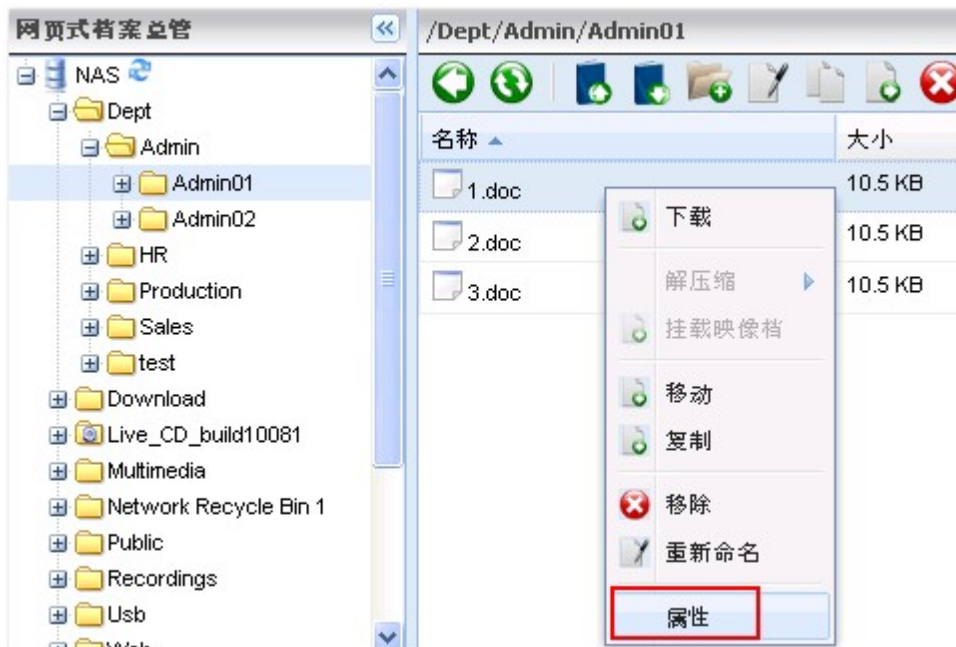 网页式档案总管
NAS
Dept
Admin
Admin01
Admin02
HR
Production
Sales
test
Download
Live_CD_build10081
Multimedia
Network Recycle Bin 1
Public
Recordings
Usb
/Dept/Admin/Admin01
名称 大小
1.doc 10.5 KB
2.doc 10.5 KB
3.doc 10.5 KB
下载
解压缩
挂载映像档
移动
复制
移除
重新命名
属性